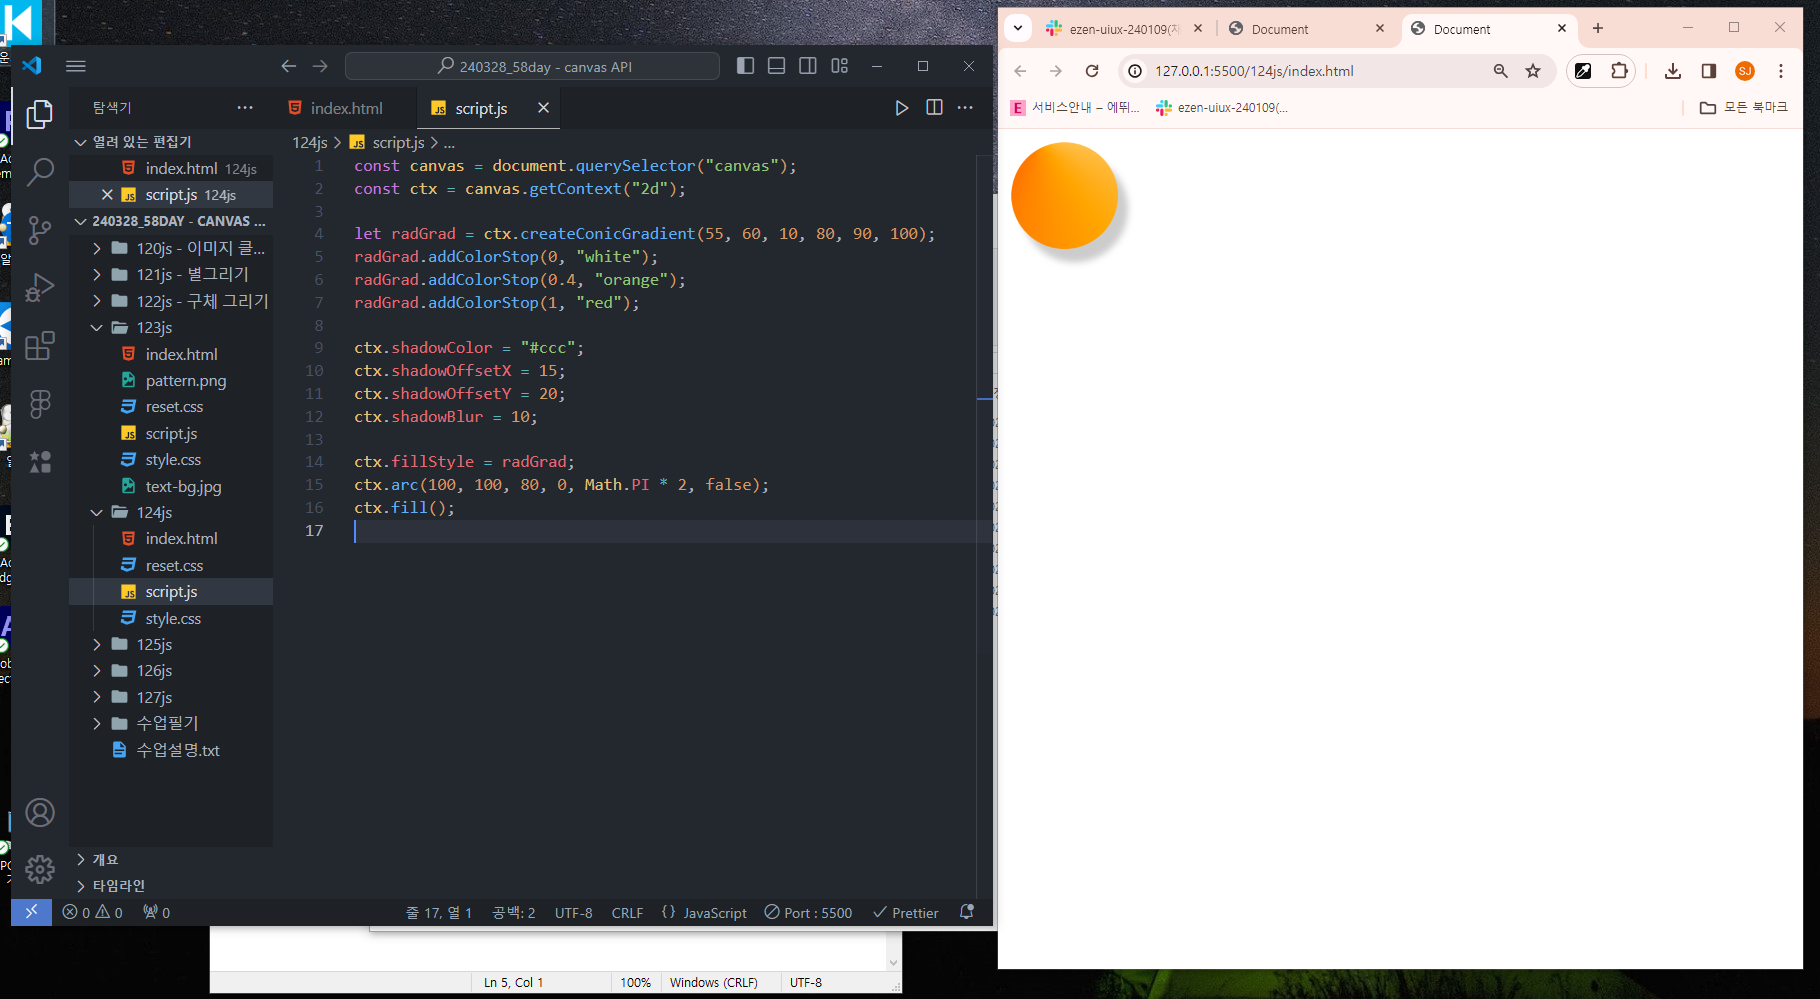 240328_58day - canvas API
탐색기
index.html
script.js
열려 있는 편집기
index.html 124js
script.js 124js
240328_58DAY - CANVAS ...
120js - 이미지 클...
121js - 별그리기
122js - 구체 그리기
123js
index.html
pattern.png
reset.css
script.js
style.css
text-bg.jpg
124js
index.html
reset.css
script.js
style.css
125js
126js
127js
수업필기
수업설명.txt
개요
타임라인
124js > script.js > ...
1 const canvas = document.querySelector("canvas");
2 const ctx = canvas.getContext("2d");
3
4 let radGrad = ctx.createConicGradient(55, 60, 10, 80, 90, 100);
5 radGrad.addColorStop(0, "white");
6 radGrad.addColorStop(0.4, "orange");
7 radGrad.addColorStop(1, "red");
8
9 ctx.shadowColor = "#ccc";
10 ctx.shadowOffsetX = 15;
11 ctx.shadowOffsetY = 20;
12 ctx.shadowBlur = 10;
13
14 ctx.fillStyle = radGrad;
15 ctx.arc(100, 100, 80, 0, Math.PI * 2, false);
16 ctx.fill();
17
0 0 0 줄 17, 열 1 공백: 2 UTF-8 CRLF {} JavaScript Port : 5500 Prettier
Ln 5, Col 1 100% Windows (CRLF) UTF-8
ezen-uiux-240109(자 Document Document
127.0.0.1:5500/124js/index.html SJ
E 서비스안내 – 에뛰... ezen-uiux-240109(... 모든 북마크